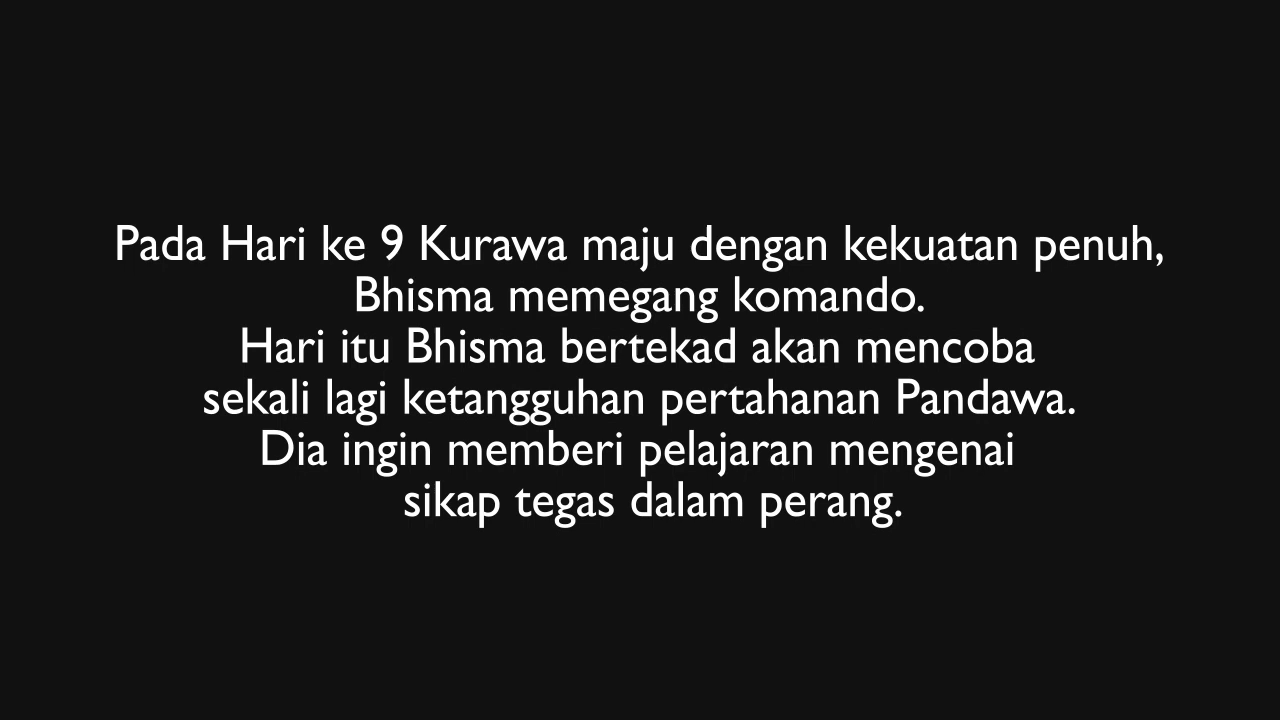 Pada Hari ke 9 Kurawa maju dengan kekuatan penuh,
Bhisma memegang komando.
Hari itu Bhisma bertekad akan mencoba
sekali lagi ketangguhan pertahanan Pandawa.
Dia ingin memberi pelajaran mengenai
sikap tegas dalam perang.